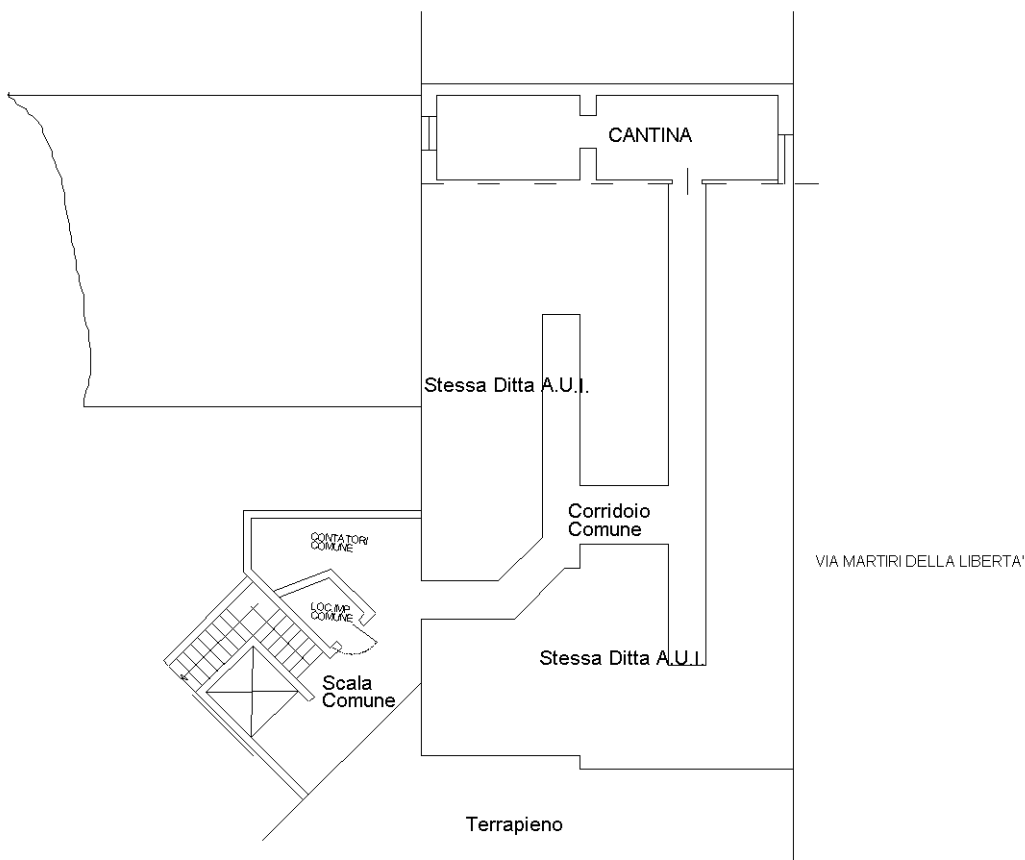 CANTINA
Stessa Ditta A.U.I.
Corridoio
Comune
CONTATORI
COMUNE
VIA MARTIRI DELLA LIBERTA'
LOC.IMP
COMUNE
Stessa Ditta A.U.I.
Scala
Comune
Terrapieno